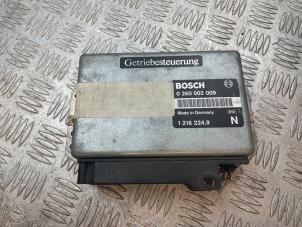 Getriebesteuerung
BOSCH
0 260 002 009
Made in Germany
1 216 224.9 N